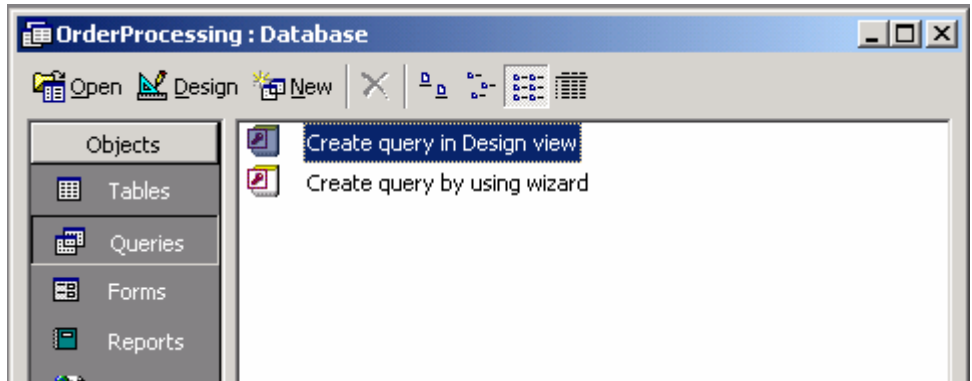 OrderProcessing : Database
Open Design New
Objects
Tables
Queries
Forms
Reports
Create query in Design view
Create query by using wizard